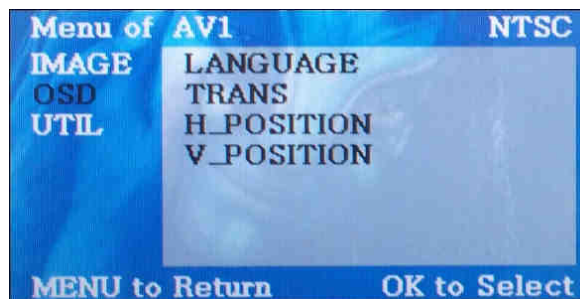 Menu of AV1 NTSC
IMAGE LANGUAGE
OSD TRANS
UTIL H_POSITION
V_POSITION
MENU to Return OK to Select